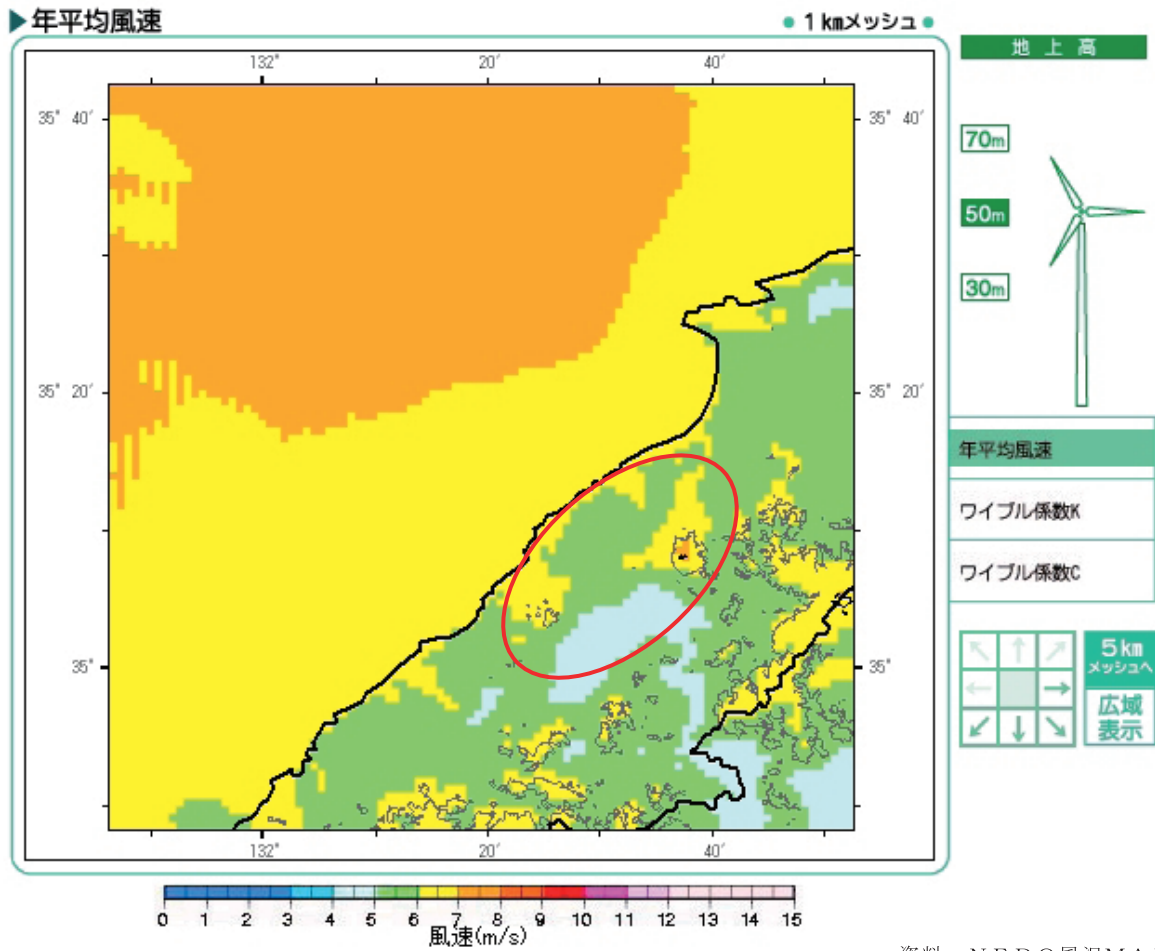 ▶年平均風速
●1kmメッシュ●
地上高
132° 20′ 40′
35° 40′
35° 40′
70m
50m
30m
35° 20′
35° 20′
年平均風速
ワイブル係数K
ワイブル係数C
35°
35°
5km
メッシュへ
広域
表示
132° 20′ 40′
0 1 2 3 4 5 6 7 8 9 10 11 12 13 14 15
風速(m/s)